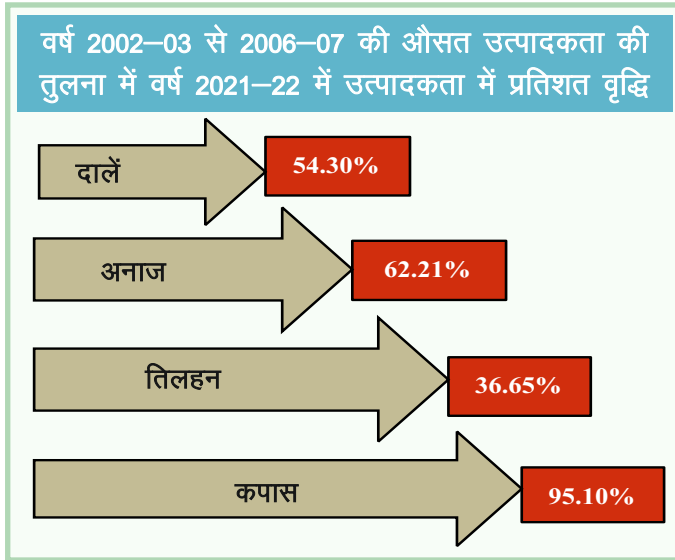 वर्ष 2002–03 से 2006–07 की औसत उत्पादकता की
तुलना में वर्ष 2021–22 में उत्पादकता में प्रतिशत वृद्धि
दालें 54.30%
अनाज 62.21%
तिलहन 36.65%
कपास 95.10%